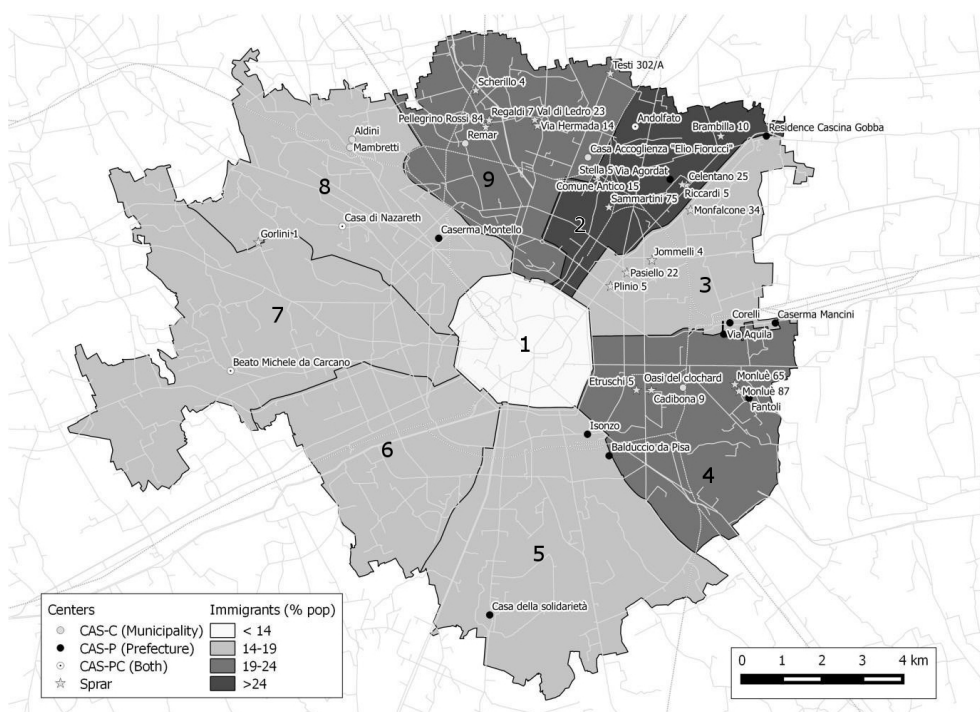 Testi 302/A
Scherillo 4
Pellegrino Rossi 84
Regaldi 7
Val di Ledro 23
Via Hermada 14
Remar
Andolfato
Brambilla 10
Residence Cascina Gobba
Casa Accoglienza "Elio Fiorucci"
Aldini
Mambretti
8
9
Stella 5
Via Agordat
Celentano 25
Comune Antico 15
Riccardi 5
Sammartini 75
Monfalcone 34
2
Casa di Nazareth
Caserma Montello
Gorlini 1
Jommelli 4
Pasiello 22
Plinio 5
3
7
Corelli
Caserma Mancini
Via Aquila
1
Beato Michele da Carcano
Etruschi 5
Oasi del clochard
Monluè 65
Monluè 87
Cadibona 9
Fantoli
Isonzo
Balduccio da Pisa
6
4
5
Casa della solidarietà
Centers
CAS-C (Municipality)
CAS-P (Prefecture)
CAS-PC (Both)
Sprar
Immigrants (% pop)
< 14
14-19
19-24
>24
0 1 2 3 4 km